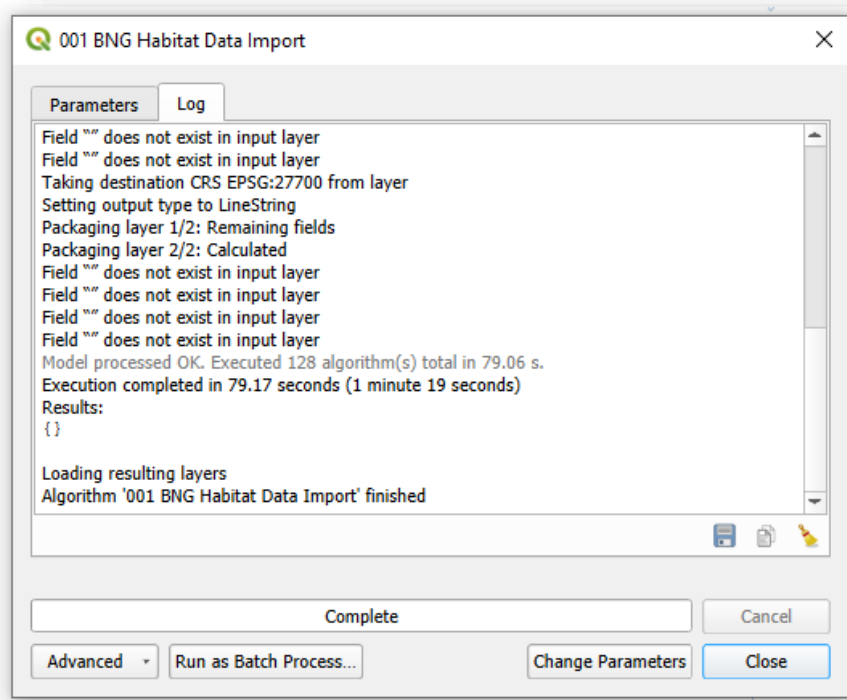 001 BNG Habitat Data Import
Parameters
Log
Field “” does not exist in input layer
Field “” does not exist in input layer
Taking destination CRS EPSG:27700 from layer
Setting output type to LineString
Packaging layer 1/2: Remaining fields
Packaging layer 2/2: Calculated
Field “” does not exist in input layer
Field “” does not exist in input layer
Field “” does not exist in input layer
Field “” does not exist in input layer
Model processed OK. Executed 128 algorithm(s) total in 79.06 s.
Execution completed in 79.17 seconds (1 minute 19 seconds)
Results:
{}
Loading resulting layers
Algorithm '001 BNG Habitat Data Import' finished
Complete
Cancel
Advanced
Run as Batch Process...
Change Parameters
Close